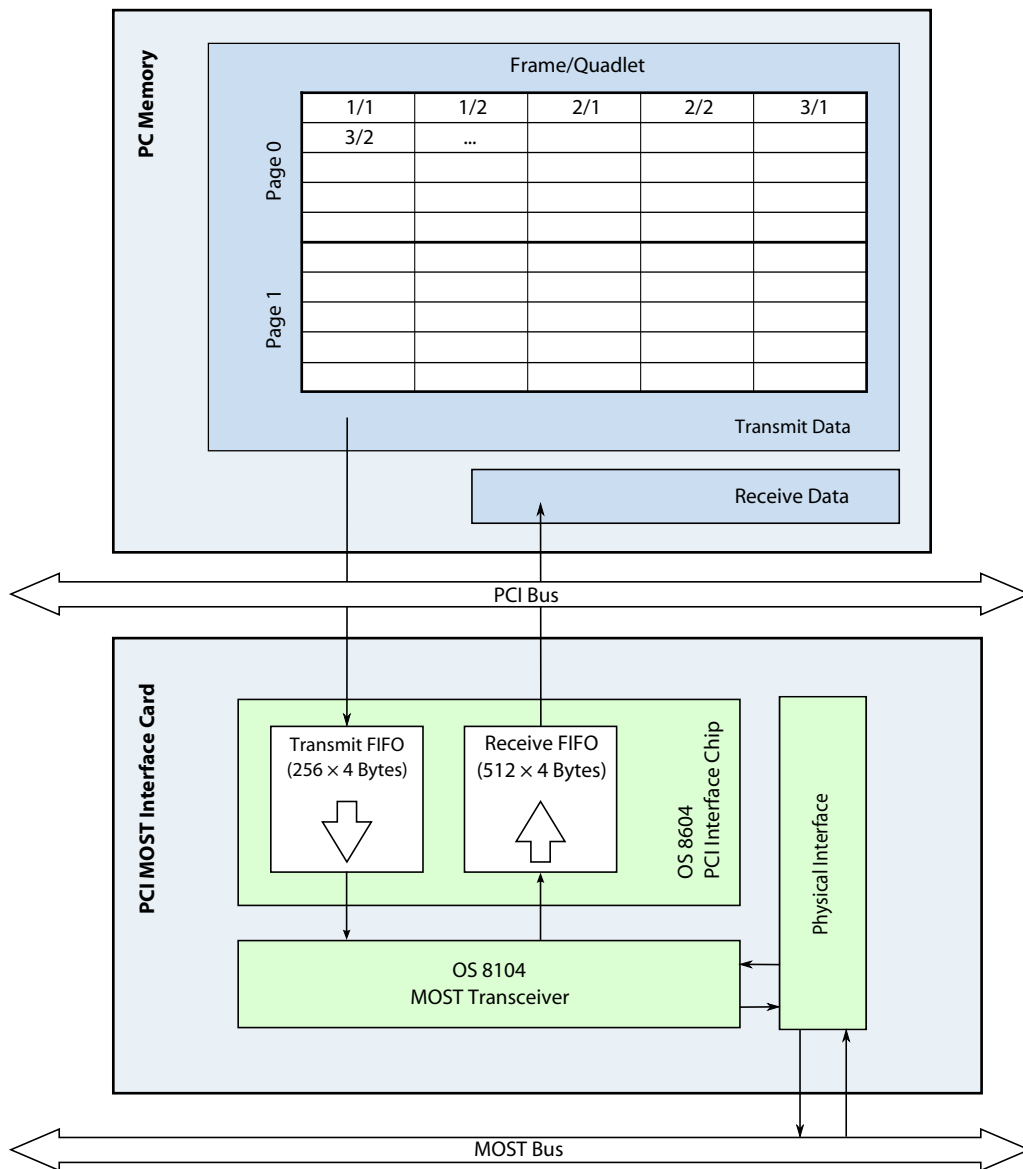 PC Memory
Frame/Quadlet
Page 0
1/1 1/2 2/1 2/2 3/1
3/2 ...
Page 1
Transmit Data
Receive Data
PCI Bus
PCI MOST Interface Card
Transmit FIFO
(256 × 4 Bytes)
Receive FIFO
(512 × 4 Bytes)
OS 8604
PCI Interface Chip
Physical Interface
OS 8104
MOST Transceiver
MOST Bus